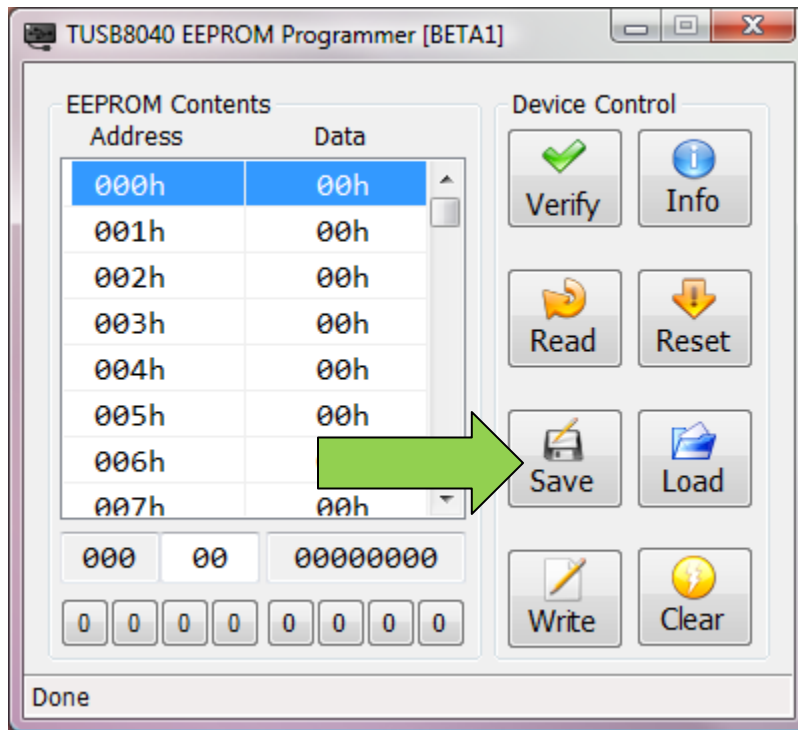 TUSB8040 EEPROM Programmer [BETA1]
EEPROM Contents
Address Data
000h 00h
001h 00h
002h 00h
003h 00h
004h 00h
005h 00h
006h
007h 00h
000 00 00000000
0 0 0 0 0 0 0 0
Device Control
Verify Info
Read Reset
Save Load
Write Clear
Done